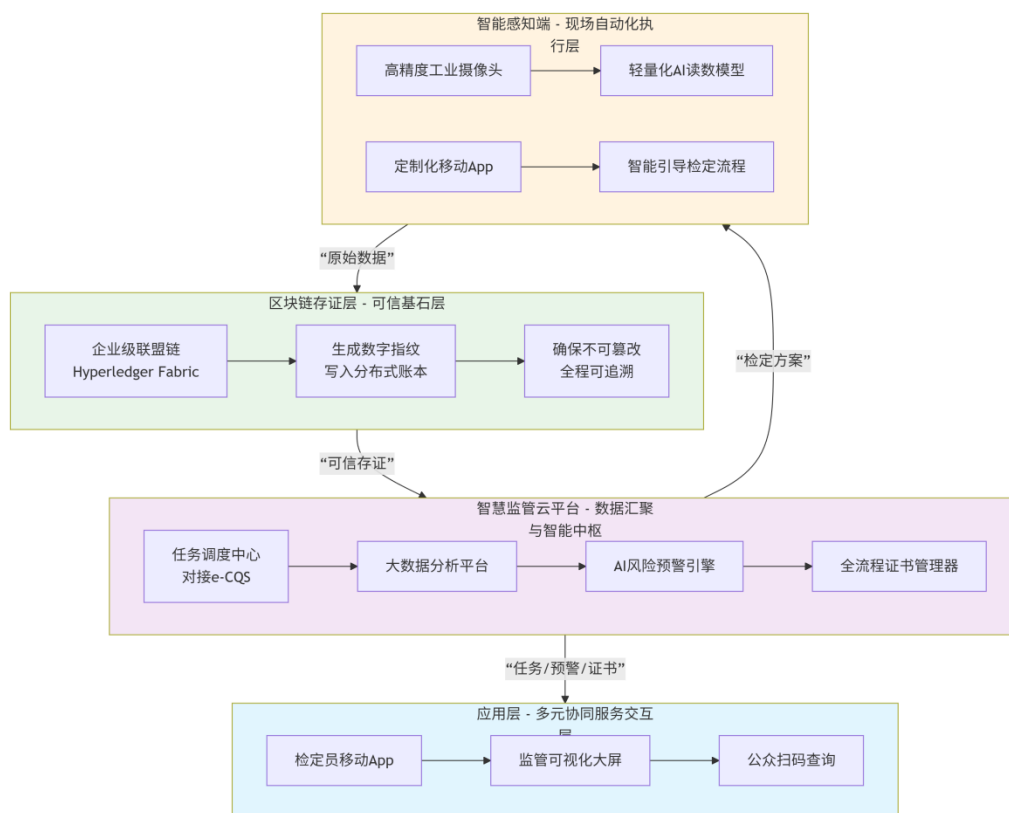 智能感知端 - 现场自动化执
行层
高精度工业摄像头
轻量化AI读数模型
定制化移动App
智能引导检定流程
“原始数据”
区块链存证层 - 可信基石层
企业级联盟链
Hyperledger Fabric
生成数字指纹
写入分布式账本
确保不可篡改
全程可追溯
“检定方案”
“可信存证”
智慧监管云平台 - 数据汇聚
与智能中枢
任务调度中心
对接e-CQS
大数据分析平台
AI风险预警引擎
全流程证书管理器
“任务/预警/证书”
应用层 - 多元协同服务交互
层
检定员移动App
监管可视化大屏
公众扫码查询